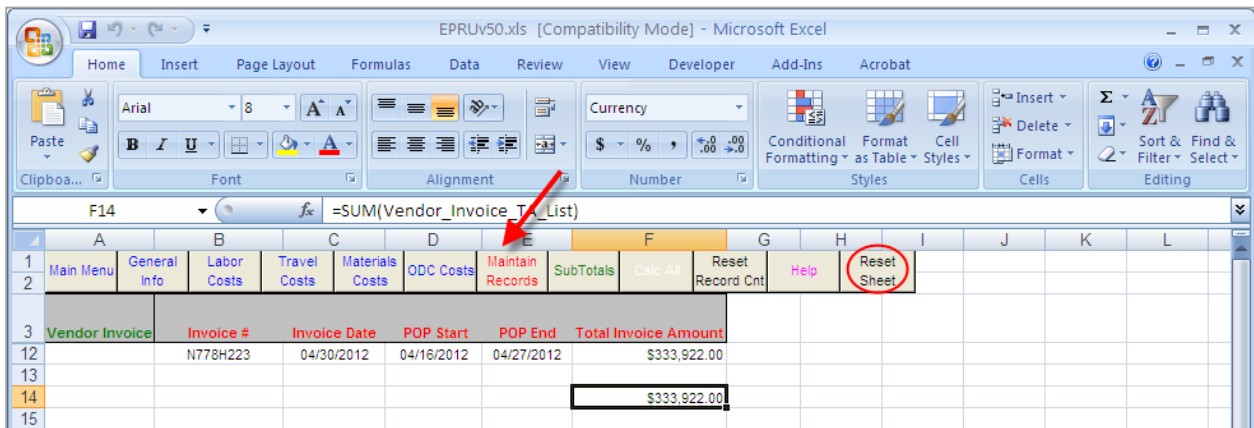 EPRUv50.xls [Compatibility Mode] - Microsoft Excel
Home Insert Page Layout Formulas Data Review View Developer Add-Ins Acrobat
Paste
Clipboa...
Arial 8 A A
B I U A
Font
Alignment
Currency
$ % , .0 .00 .00 .0
Number
Conditional Formatting
Format as Table
Cell Styles
Styles
Insert
Delete
Format
Cells
Σ
Sort & Filter
Find & Select
Editing
F14 fx =SUM(Vendor_Invoice_TA_List)
A B C D E F G H I J K L
1
2
Main Menu
General Info
Labor Costs
Travel Costs
Materials Costs
ODC Costs
Maintain Records
SubTotals
Calc All
Reset Record Cnt
Help
Reset Sheet
3 Vendor Invoice Invoice # Invoice Date POP Start POP End Total Invoice Amount
12 N778H223 04/30/2012 04/16/2012 04/27/2012 $333,922.00
13
14 $333,922.00
15